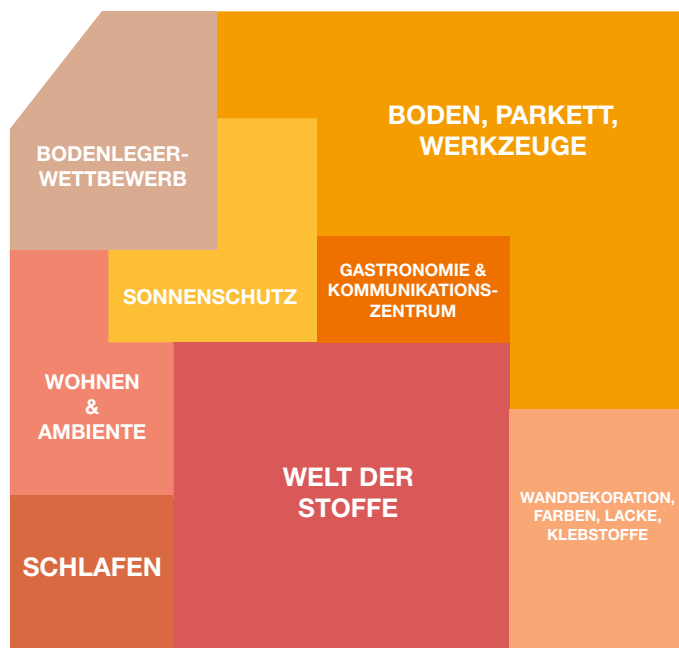 BODEN, PARKETT,
WERKZEUGE
BODENLEGER-
WETTBEWERB
SONNENSCHUTZ
GASTRONOMIE &
KOMMUNIKATIONS-
ZENTRUM
WOHNEN
&
AMBIENTE
WELT DER
STOFFE
WANDDEKORATION,
FARBEN, LACKE,
KLEBSTOFFE
SCHLAFEN